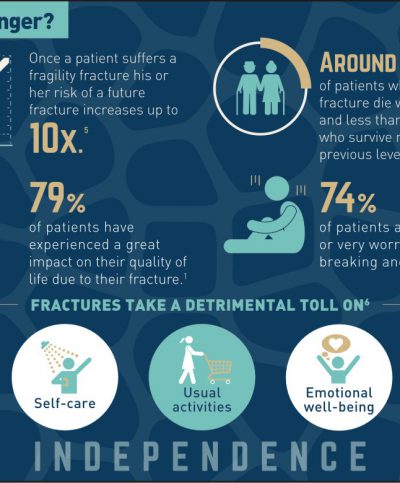 nger?
Once a patient suffers a
fragility fracture his or
her risk of a future
fracture increases up to
10x.5
AROUND
of patients w
fracture die w
and less than
who survive r
previous leve
79%
of patients have
experienced a great
impact on their quality of
life due to their fracture.1
74%
of patients a
or very worr
breaking ano
FRACTURES TAKE A DETRIMENTAL TOLL ON6
Self-care
Usual
activities
Emotional
well-being
INDEPENDENCE